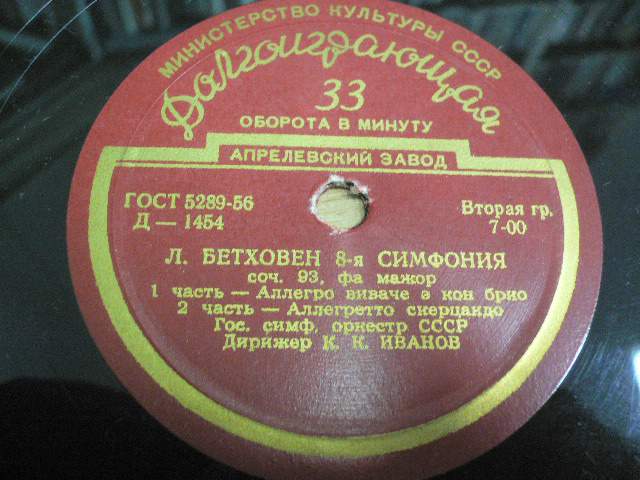 МИНИСТЕРСТВО КУЛЬТУРЫ СССР
Долгоиграющая
33
ОБОРОТА В МИНУТУ
АПРЕЛЕВСКИЙ ЗАВОД
ГОСТ 5289-56
Д — 1454
Вторая гр.
7-00
Л. БЕТХОВЕН 8-я СИМФОНИЯ
соч. 93, фа мажор
1 часть — Аллегро виваче э кон брио
2 часть — Аллегретто скерцандо
Гос. симф. оркестр СССР
Дирижер К. К. ИВАНОВ